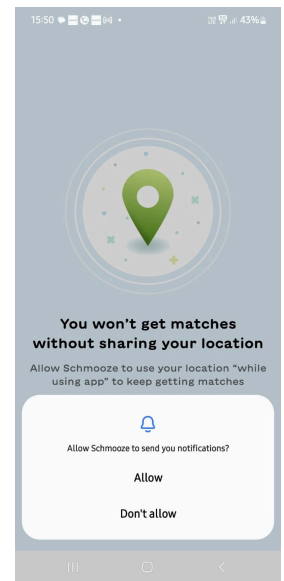 15:50
43%
You won't get matches
without sharing your location
Allow Schmooze to use your location "while
using app" to keep getting matches
Allow Schmooze to send you notifications?
Allow
Don't allow